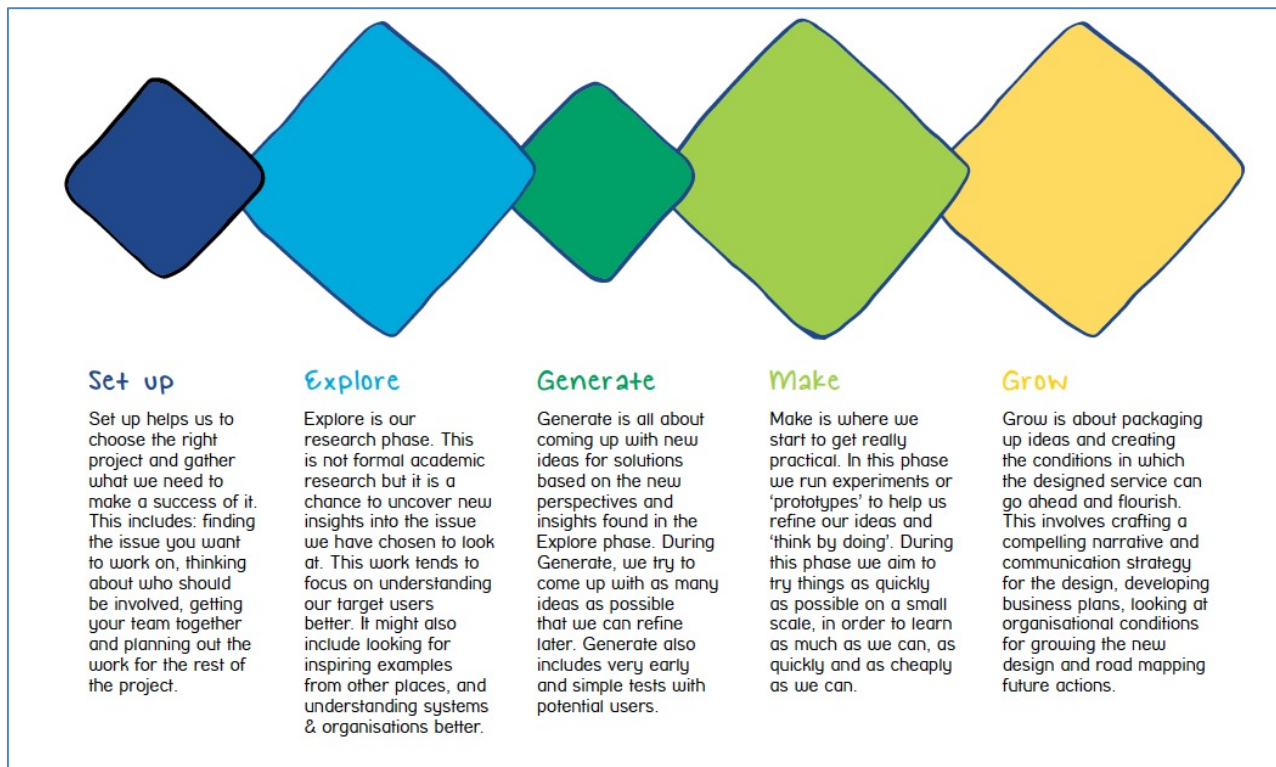 Set up
Set up helps us to
choose the right
project and gather
what we need to
make a success of it.
This includes: finding
the issue you want
to work on, thinking
about who should
be involved, getting
your team together
and planning out the
work for the rest of
the project.
Explore
Explore is our
research phase. This
is not formal academic
research but it is a
chance to uncover new
insights into the issue
we have chosen to look
at. This work tends to
focus on understanding
our target users
better. It might also
include looking for
inspiring examples
from other places, and
understanding systems
& organisations better.
Generate
Generate is all about
coming up with new
ideas for solutions
based on the new
perspectives and
insights found in the
Explore phase. During
Generate, we try to
come up with as many
ideas as possible
that we can refine
later. Generate also
includes very early
and simple tests with
potential users.
Make
Make is where we
start to get really
practical. In this phase
we run experiments or
‘prototypes’ to help us
refine our ideas and
‘think by doing’. During
this phase we aim to
try things as quickly
as possible on a small
scale, in order to learn
as much as we can, as
quickly and as cheaply
as we can.
Grow
Grow is about packaging
up ideas and creating
the conditions in which
the designed service can
go ahead and flourish.
This involves crafting a
compelling narrative and
communication strategy
for the design, developing
business plans, looking at
organisational conditions
for growing the new
design and road mapping
future actions.